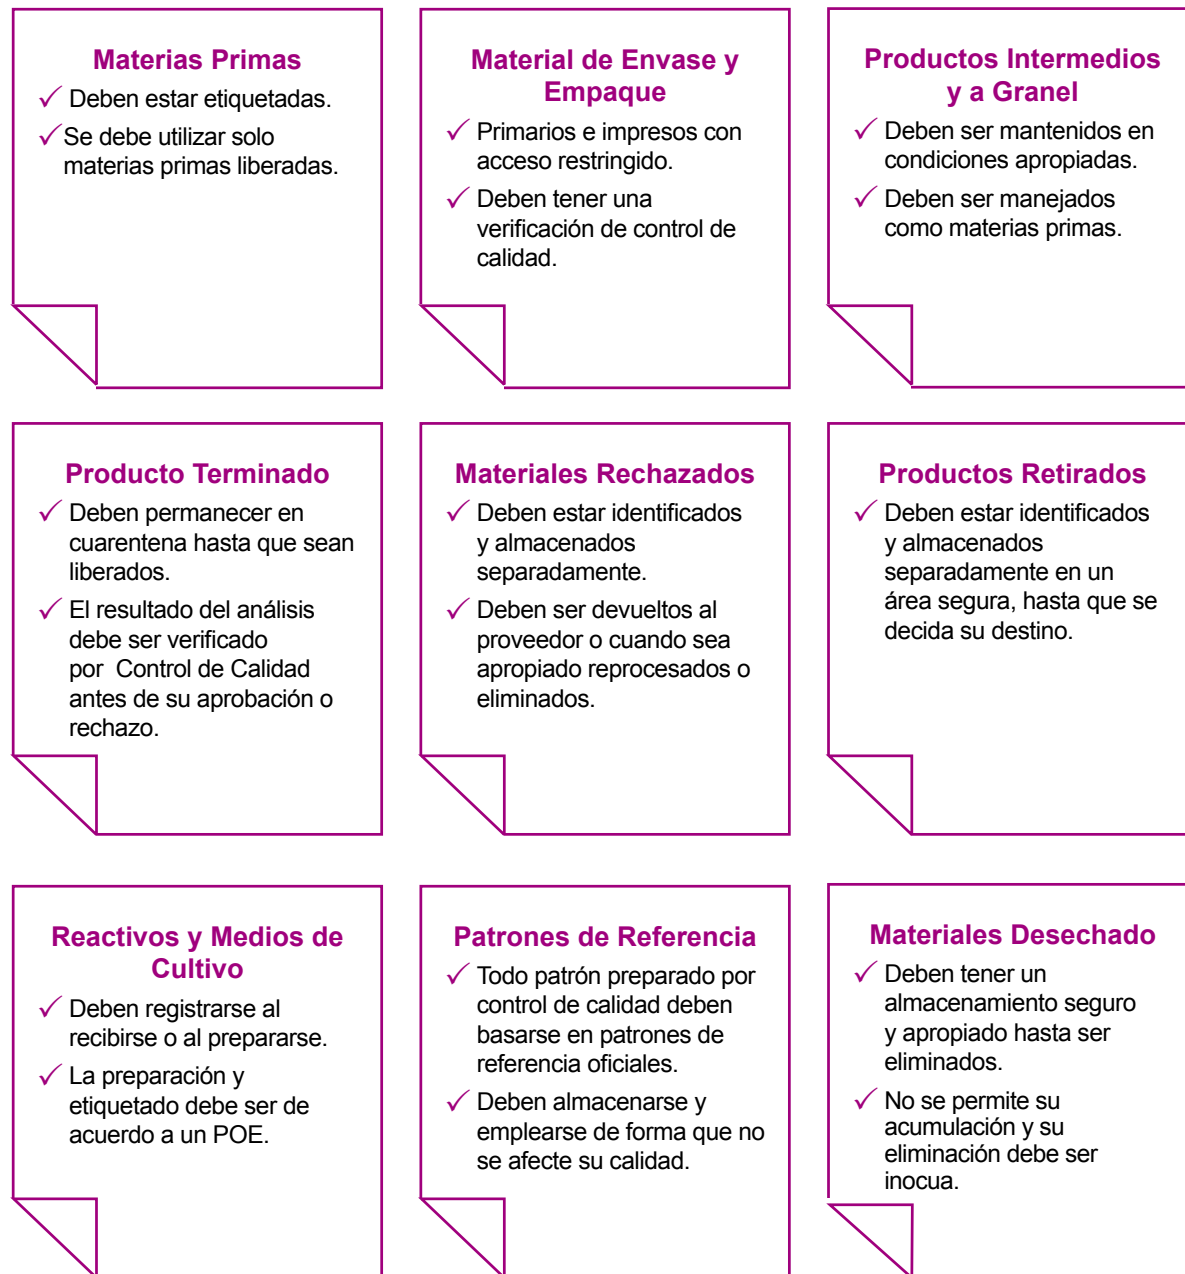 Materias Primas
Deben estar etiquetadas.
Se debe utilizar solo
materias primas liberadas.
Material de Envase y
Empaque
Primarios e impresos con
acceso restringido.
Deben tener una
verificación de control de
calidad.
Productos Intermedios
y a Granel
Deben ser mantenidos en
condiciones apropiadas.
Deben ser manejados
como materias primas.
Producto Terminado
Deben permanecer en
cuarentena hasta que sean
liberados.
El resultado del análisis
debe ser verificado
por Control de Calidad
antes de su aprobación o
rechazo.
Materiales Rechazados
Deben estar identificados
y almacenados
separadamente.
Deben ser devueltos al
proveedor o cuando sea
apropiado reprocesados o
eliminados.
Productos Retirados
Deben estar identificados
y almacenados
separadamente en un
área segura, hasta que se
decida su destino.
Reactivos y Medios de
Cultivo
Deben registrarse al
recibirse o al prepararse.
La preparación y
etiquetado debe ser de
acuerdo a un POE.
Patrones de Referencia
Todo patrón preparado por
control de calidad deben
basarse en patrones de
referencia oficiales.
Deben almacenarse y
emplearse de forma que no
se afecte su calidad.
Materiales Desechado
Deben tener un
almacenamiento seguro
y apropiado hasta ser
eliminados.
No se permite su
acumulación y su
eliminación debe ser
inocua.